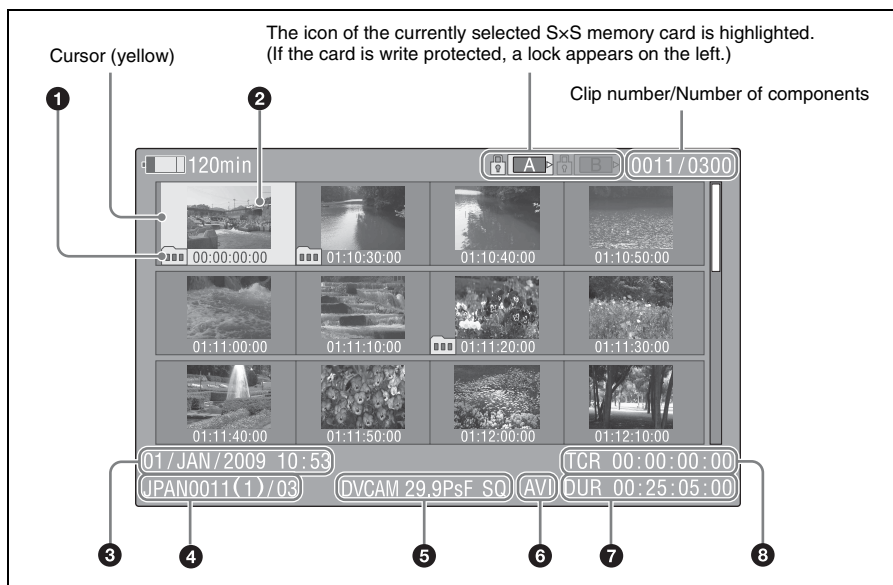 The icon of the currently selected S×S memory card is highlighted.
(If the card is write protected, a lock appears on the left.)
Cursor (yellow)
Clip number/Number of components
1
2
120min
A
B
0011/0300
00:00:00:00
01:10:30:00
01:10:40:00
01:10:50:00
01:11:00:00
01:11:10:00
01:11:20:00
01:11:30:00
01:11:40:00
01:11:50:00
01:12:00:00
01:12:10:00
01/JAN/2009 10:53
TCR 00:00:00:00
JPAN0011(1)/03
DVCAM 29.9PsF SQ
AVI
DUR 00:25:05:00
3
4
5
6
7
8